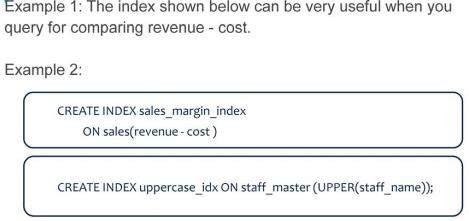 Example 1: The index shown below can be very useful when you
query for comparing revenue - cost.
Example 2:
CREATE INDEX sales_margin_index
ON sales(revenue - cost )
CREATE INDEX uppercase_idx ON staff_master (UPPER(staff_name));